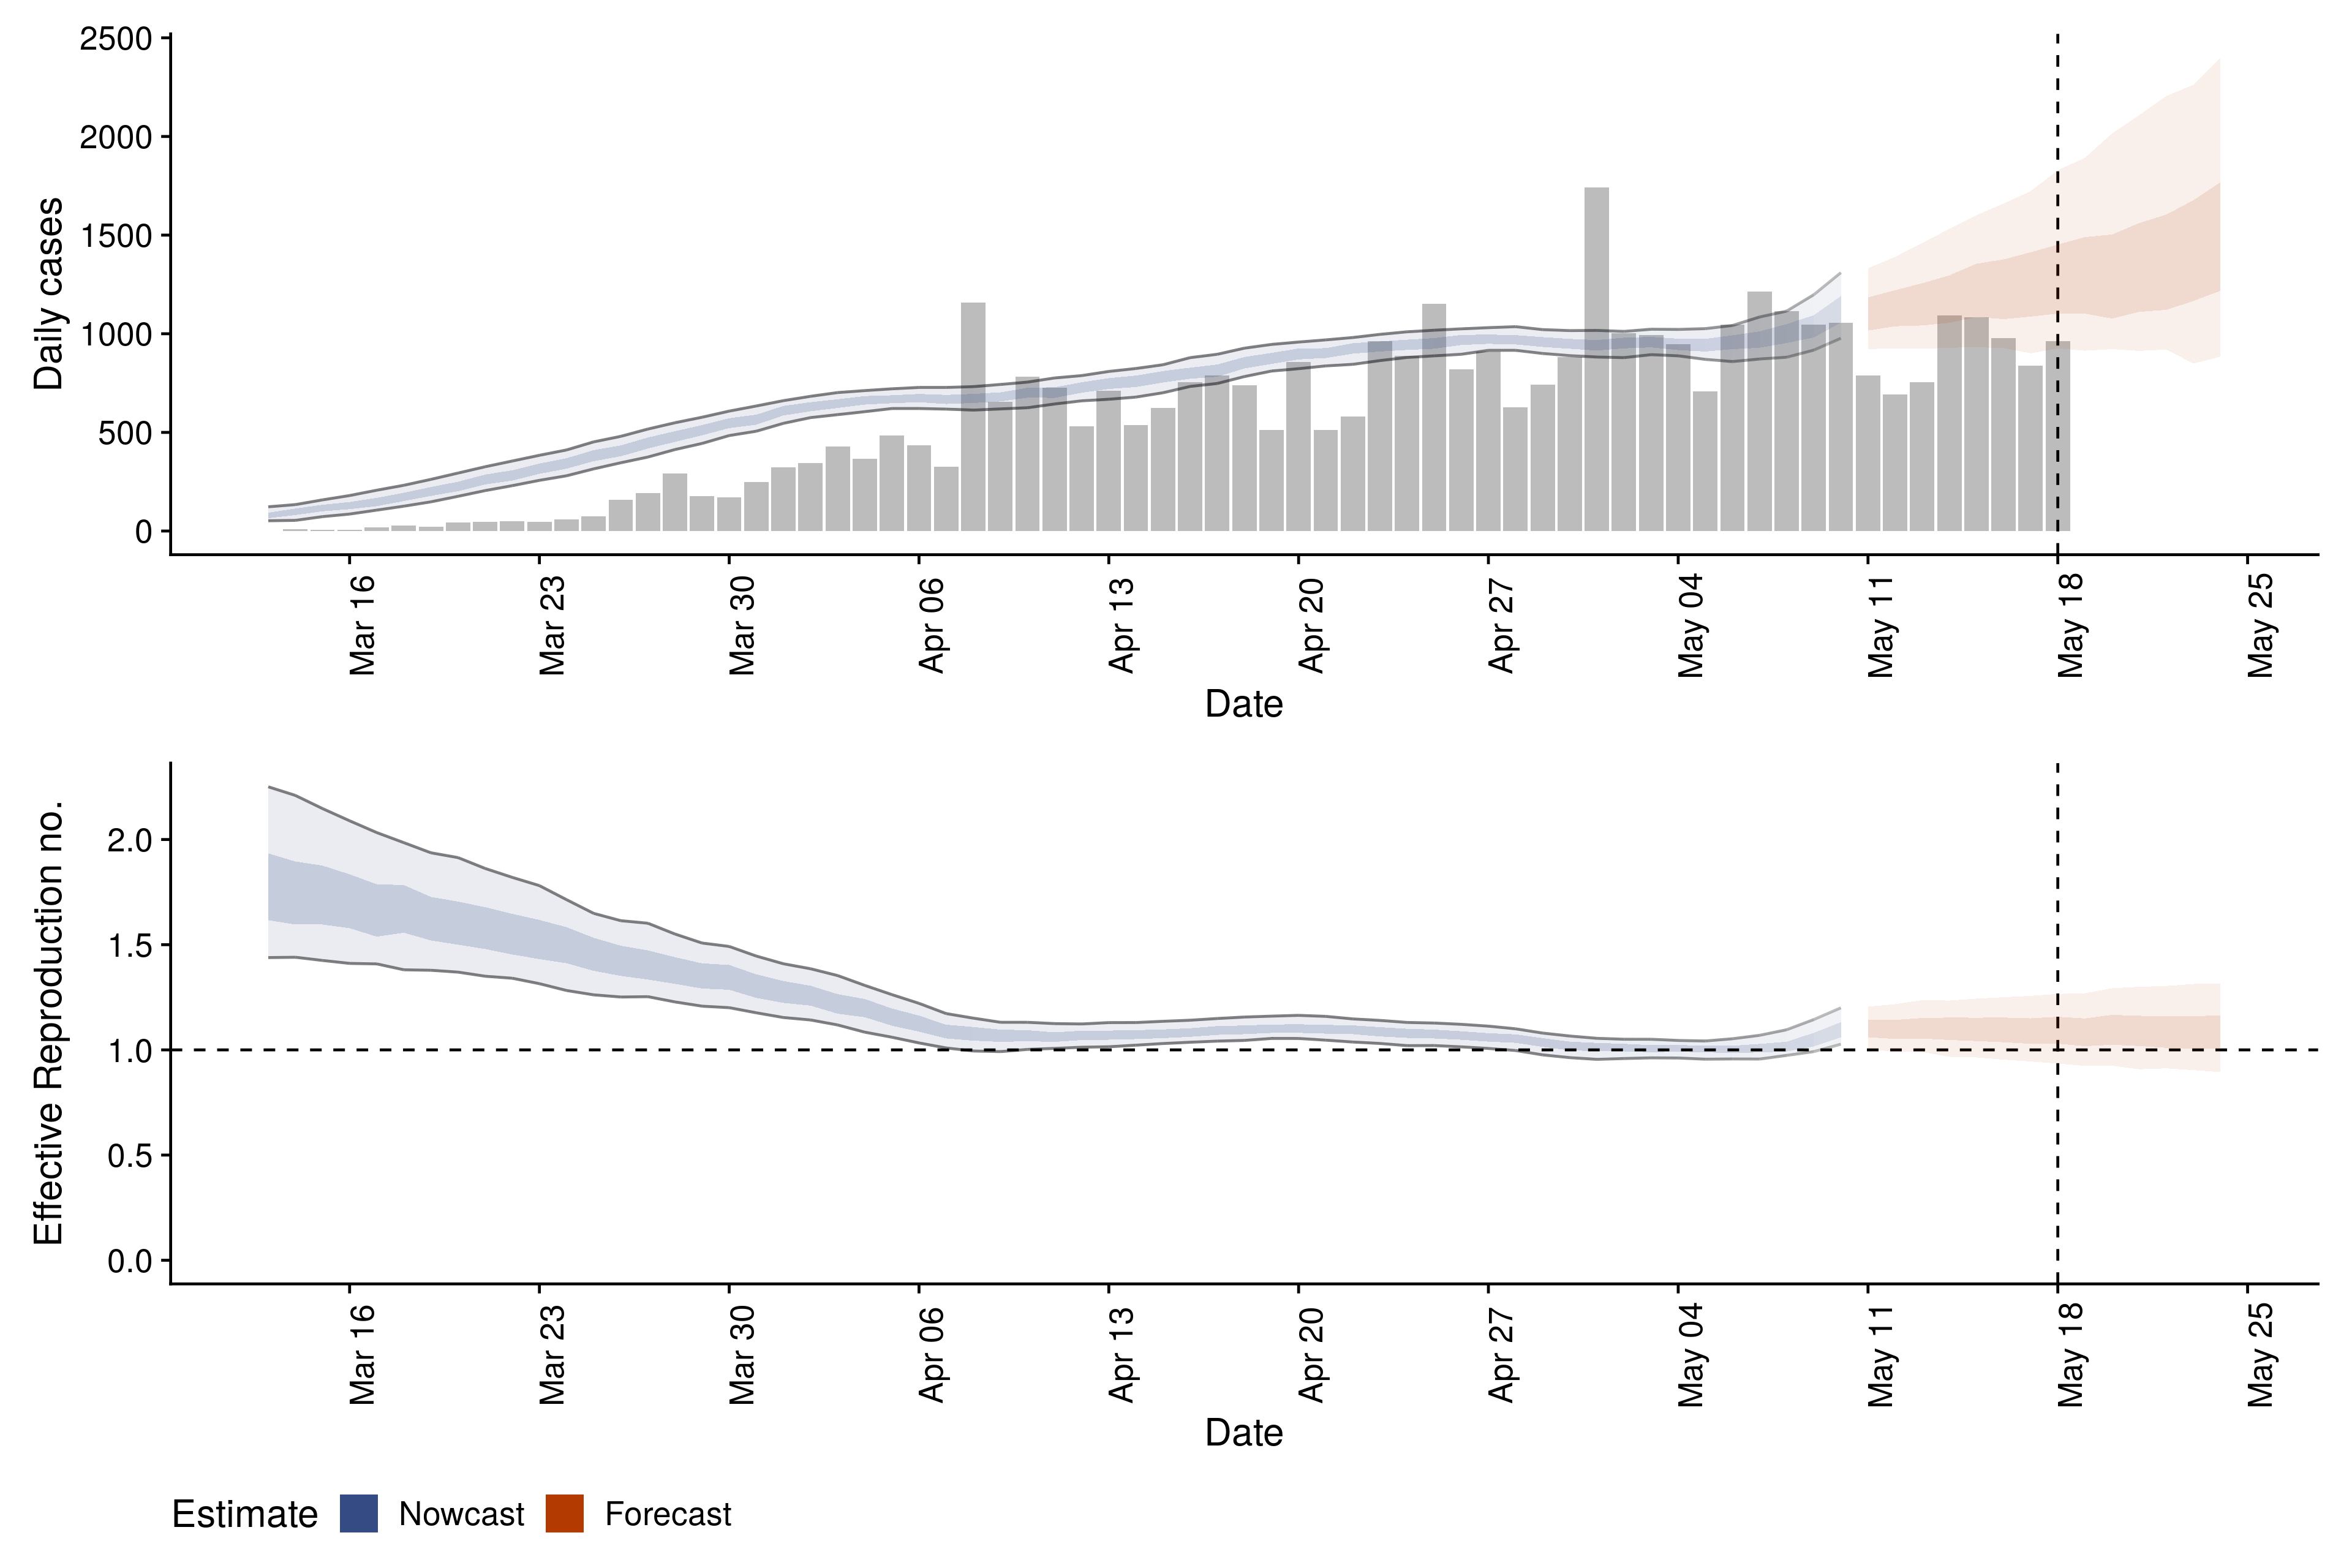 Daily cases
2500
2000
1500
1000
500
0
Mar 16
Mar 23
Mar 30
Apr 06
Apr 13
Apr 20
Apr 27
May 04
May 11
May 18
May 25
Date
Effective Reproduction no.
2.0
1.5
1.0
0.5
0.0
Mar 16
Mar 23
Mar 30
Apr 06
Apr 13
Apr 20
Apr 27
May 04
May 11
May 18
May 25
Date
Estimate Nowcast Forecast